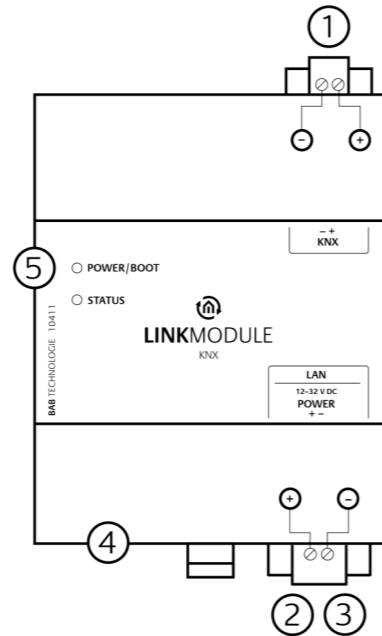 1
− +
− +
KNX
5
POWER/BOOT
STATUS
LINKMODULE
KNX
BAB TECHNOLOGIE 10411
LAN
12–32 V DC
POWER
+ −
+ −
4
2 3